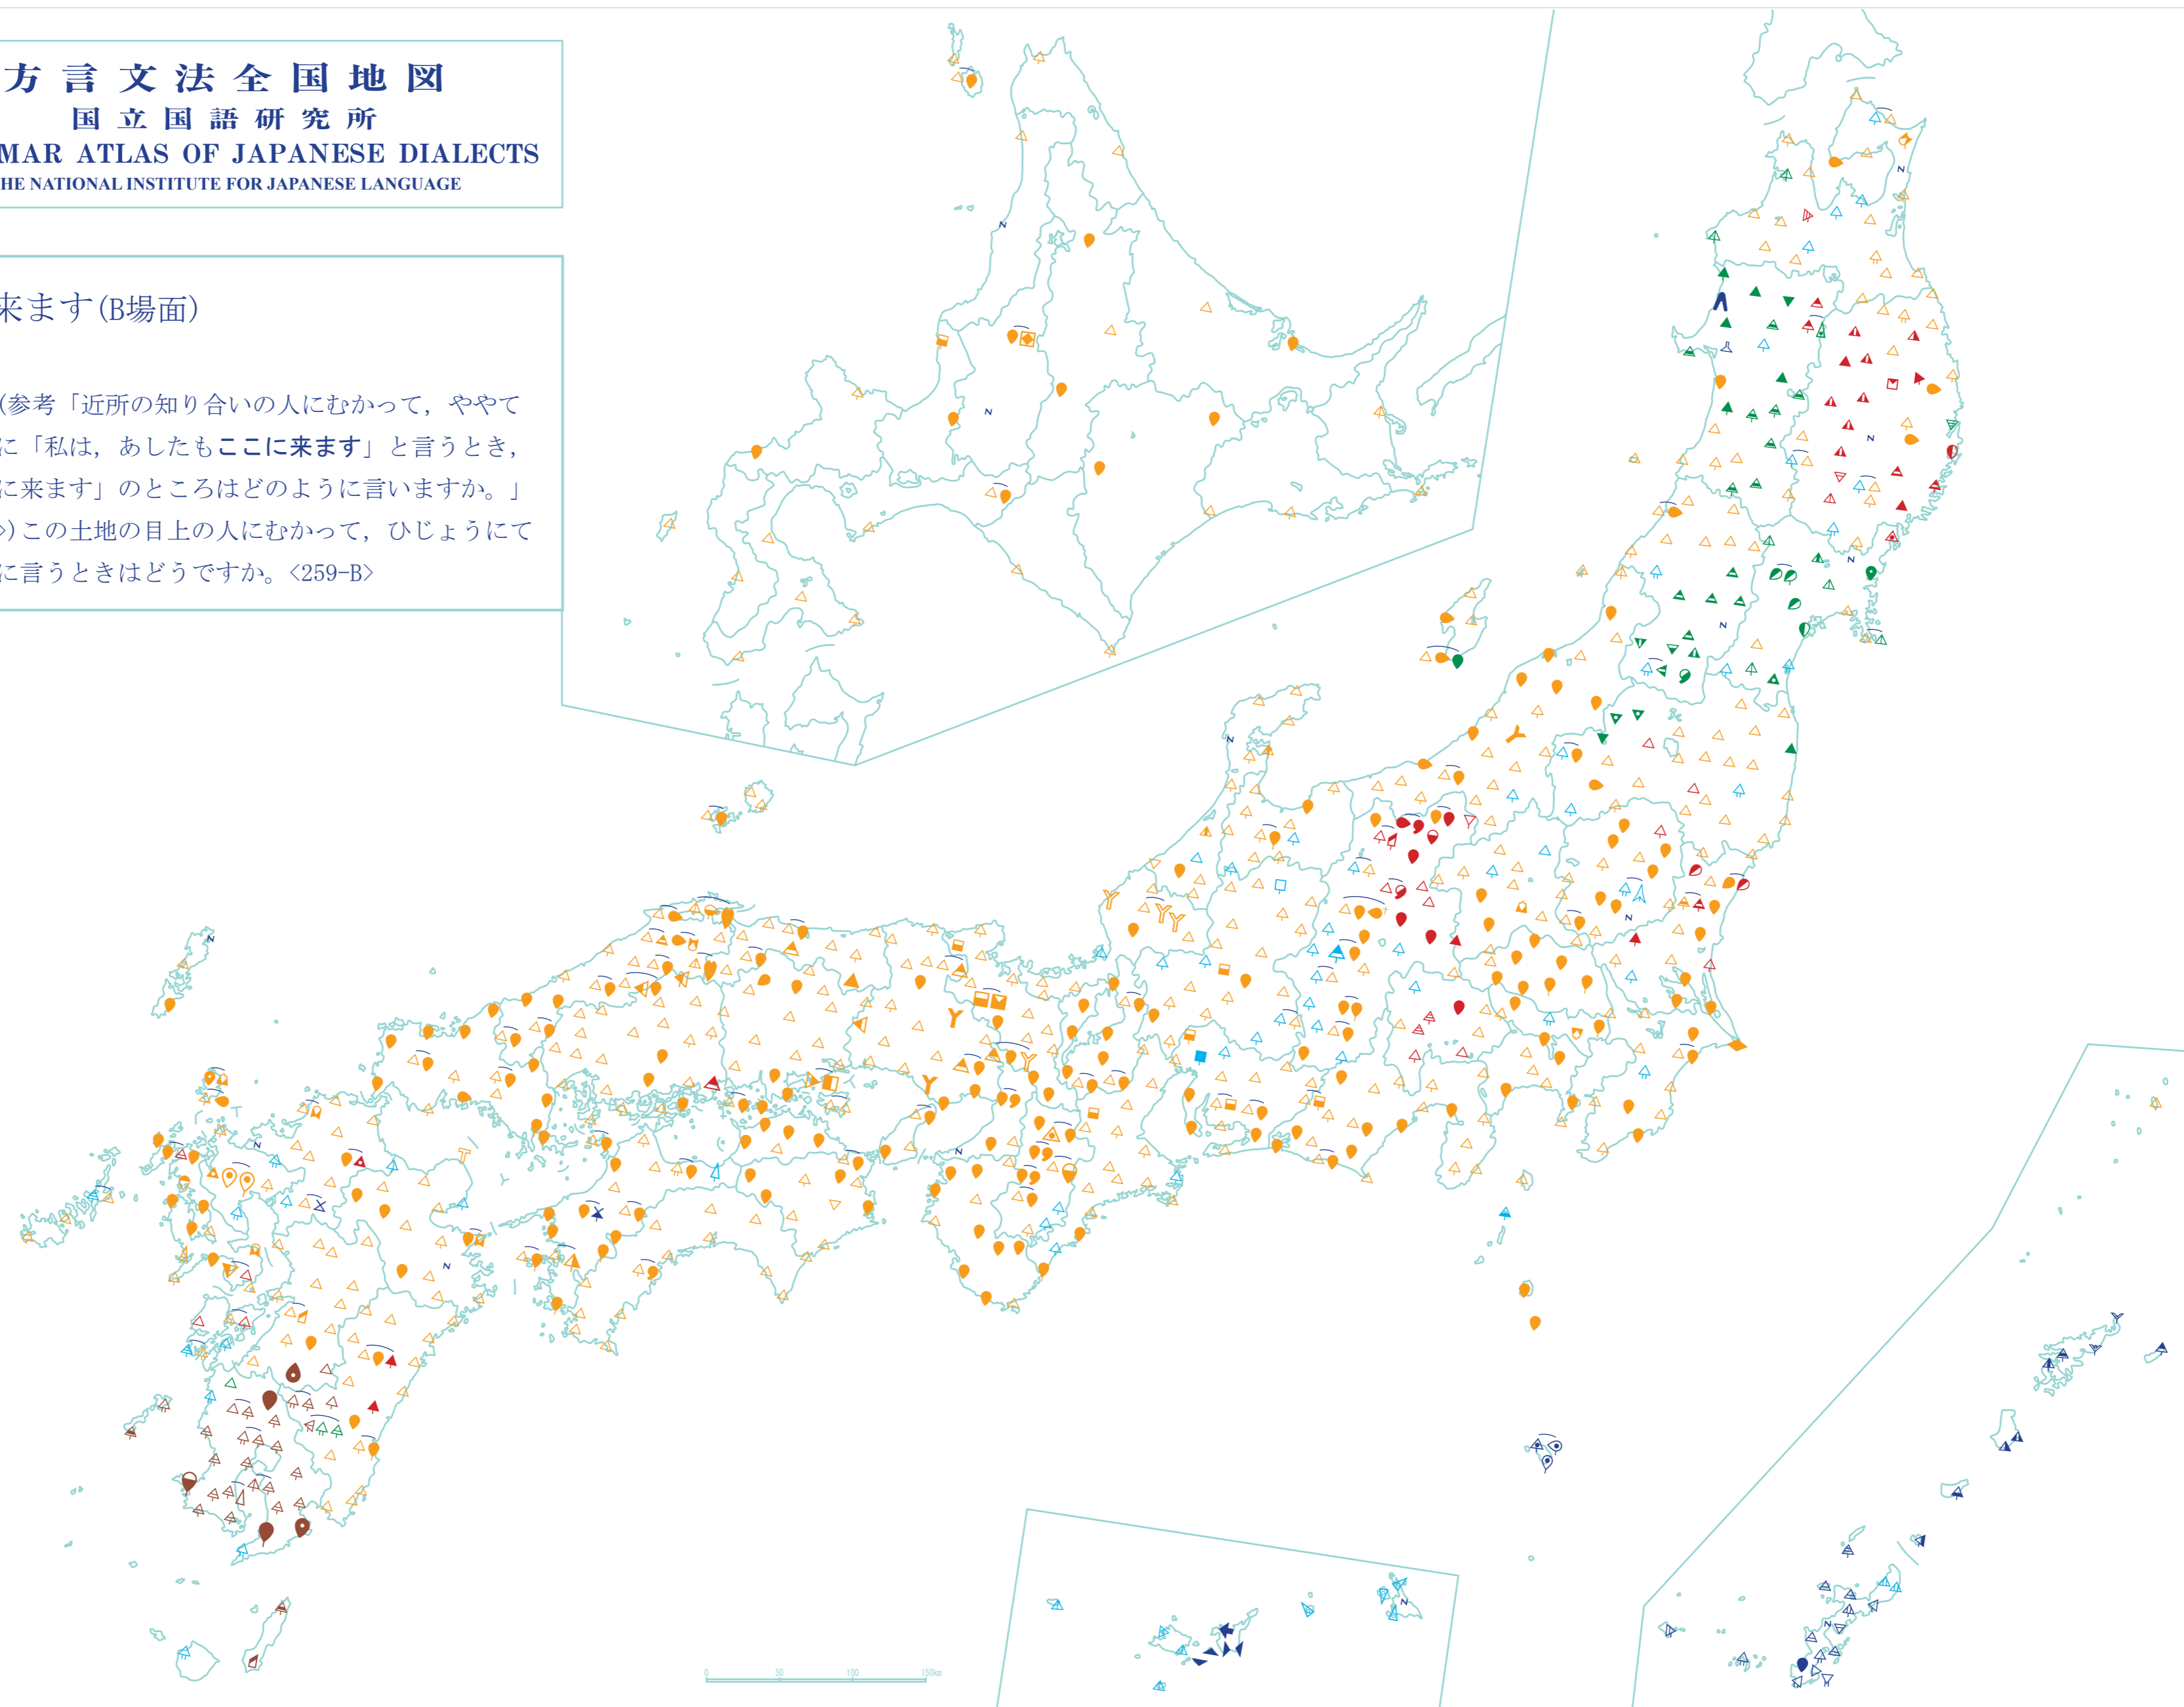 方言文法全国地図
国立国語研究所
MAR ATLAS OF JAPANESE DIALECTS
HE NATIONAL INSTITUTE FOR JAPANESE LANGUAGE
来ます(B場面)
(参考「近所の知り合いの人にむかって，ややて
に「私は，あしたもここに来ます」と言うとき，
に来ます」のところはどのように言いますか。」
>)この土地の目上の人にむかって，ひじょうにて
に言うときはどうですか。<259-B>
0 50 100 150km